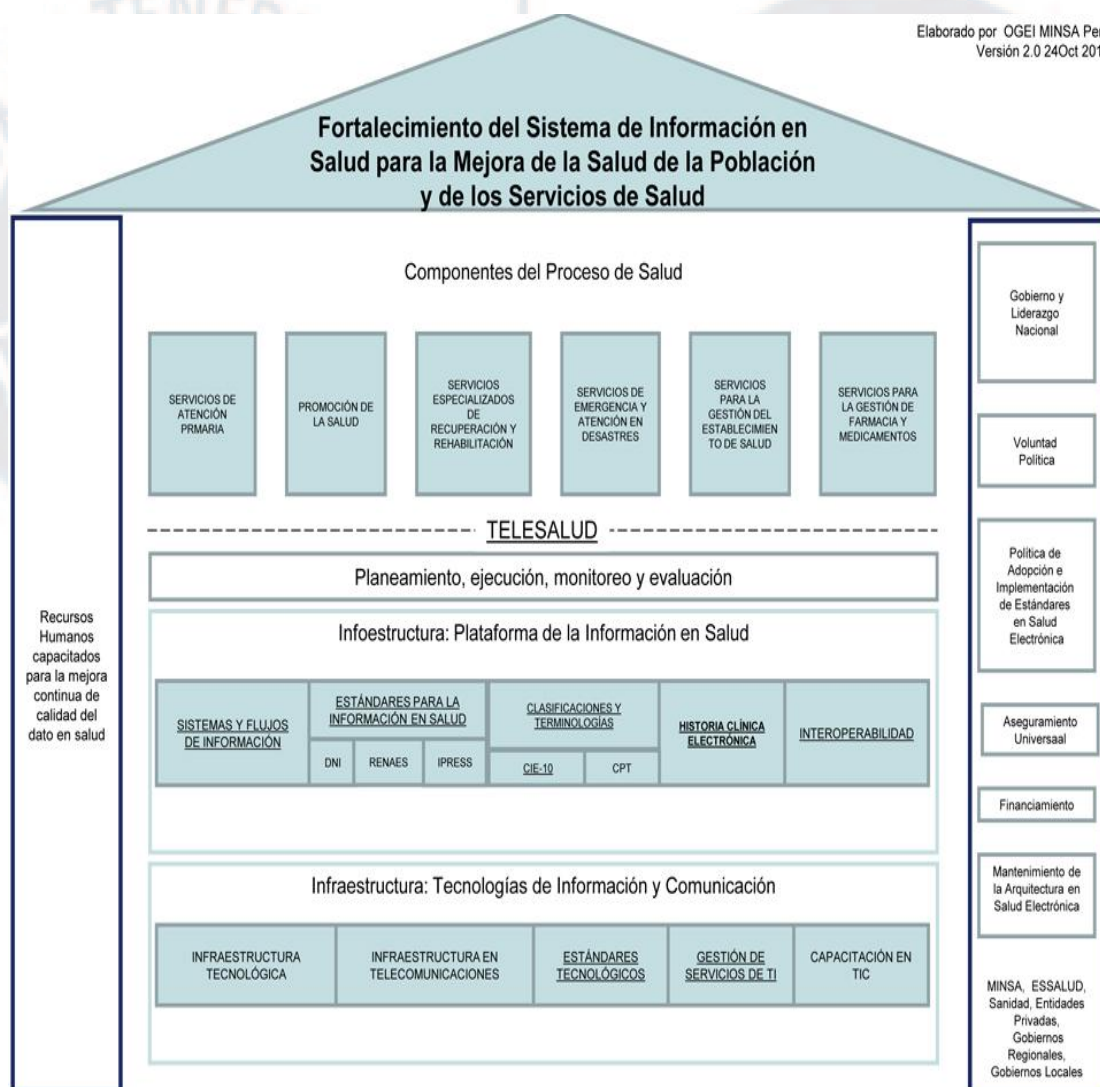 Elaborado por OGEI MINSA
Versión 2.0 24Oct
Fortalecimiento del Sistema de Información en
Salud para la Mejora de la Salud de la Población
y de los Servicios de Salud
Recursos
Humanos
capacitados
para la mejora
continua de
calidad del
dato en salud
Componentes del Proceso de Salud
SERVICIOS DE
ATENCIÓN
PRMARIA
PROMOCIÓN DE
LA SALUD
SERVICIOS
ESPECIALIZADOS
DE
RECUPERACIÓN Y
REHABILITACIÓN
SERVICIOS DE
EMERGENCIA Y
ATENCIÓN EN
DESASTRES
SERVICIOS
PARA LA
GESTIÓN DEL
ESTABLECIMIEN
TO DE SALUD
SERVICIOS PARA
LA GESTIÓN DE
FARMACIA Y
MEDICAMENTOS
TELESALUD
Planeamiento, ejecución, monitoreo y evaluación
Infoestructura: Plataforma de la Información en Salud
SISTEMAS Y FLUJOS
DE INFORMACIÓN
ESTÁNDARES PARA LA
INFORMACIÓN EN SALUD
DNI
RENAES
IPRESS
CLASIFICACIONES Y
TERMINOLOGÍAS
CIE-10
CPT
HISTORIA CLÍNICA
ELECTRÓNICA
INTEROPERABILIDAD
Infraestructura: Tecnologías de Información y Comunicación
INFRAESTRUCTURA
TECNOLÓGICA
INFRAESTRUCTURA EN
TELECOMUNICACIONES
ESTÁNDARES
TECNOLÓGICOS
GESTIÓN DE
SERVICIOS DE TI
CAPACITACIÓN EN
TIC
Gobierno y
Liderazgo
Nacional
Voluntad
Política
Política de
Adopción e
Implementación
de Estándares
en Salud
Electrónica
Aseguramiento
Universaal
Financiamiento
Mantenimiento de
la Arquitectura en
Salud Electrónica
MINSA, ESSALUD,
Sanidad, Entidades
Privadas,
Gobiernos
Regionales,
Gobiernos Locales